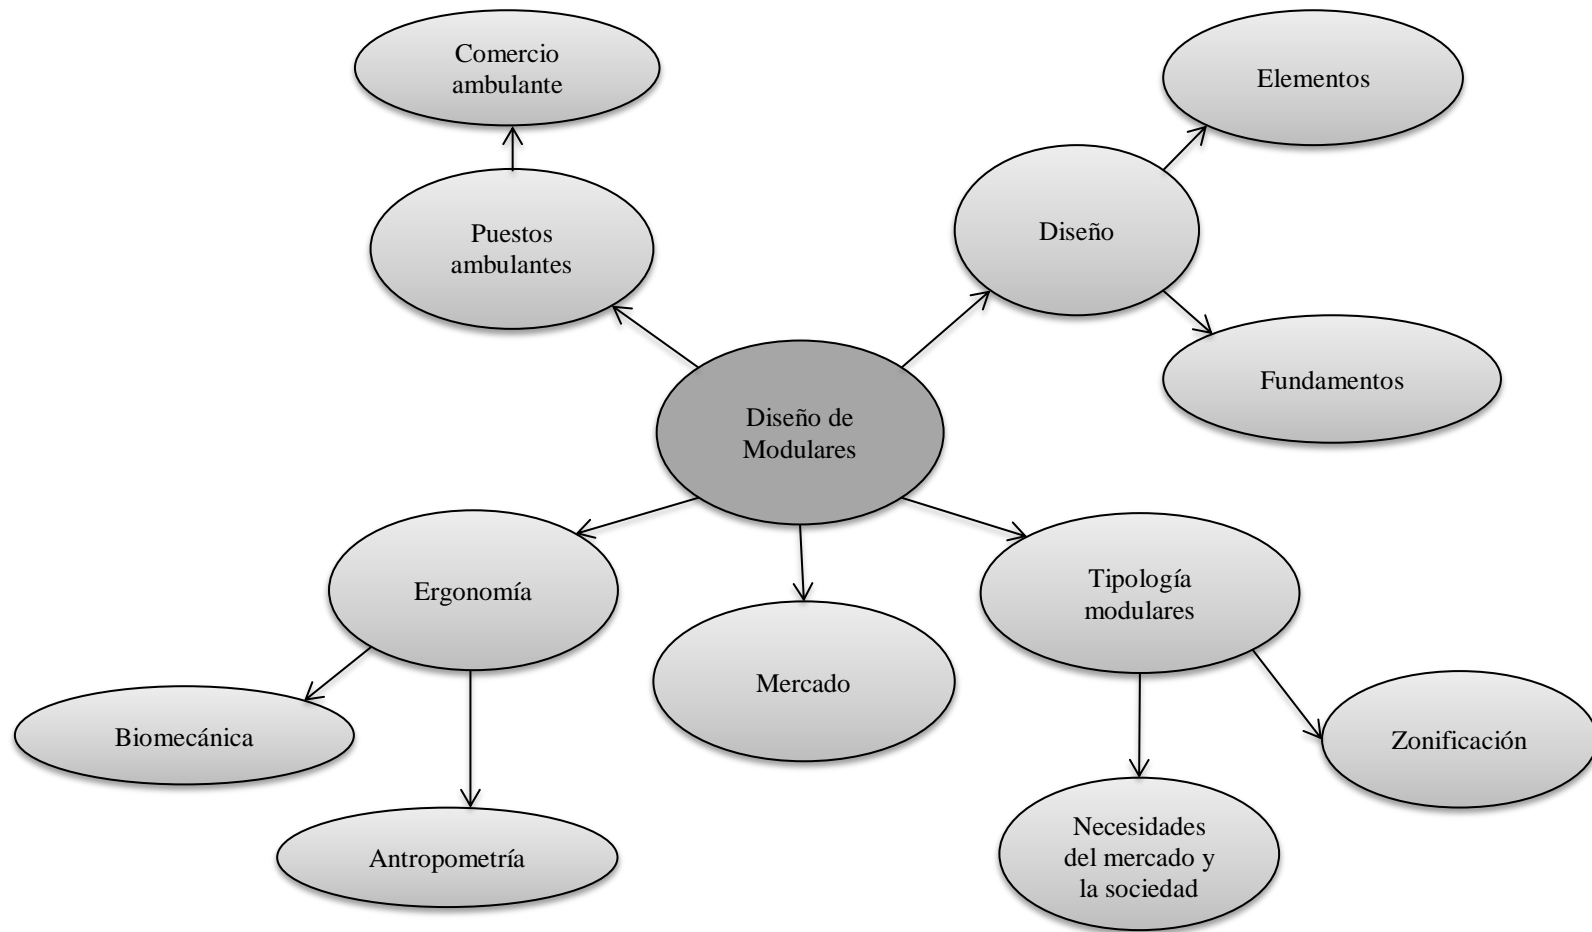 Comercio
ambulante
Elementos
Puestos
ambulantes
Diseño
Fundamentos
Diseño de
Modulares
Ergonomía
Tipología
modulares
Mercado
Biomecánica
Zonificación
Antropometría
Necesidades
del mercado y
la sociedad